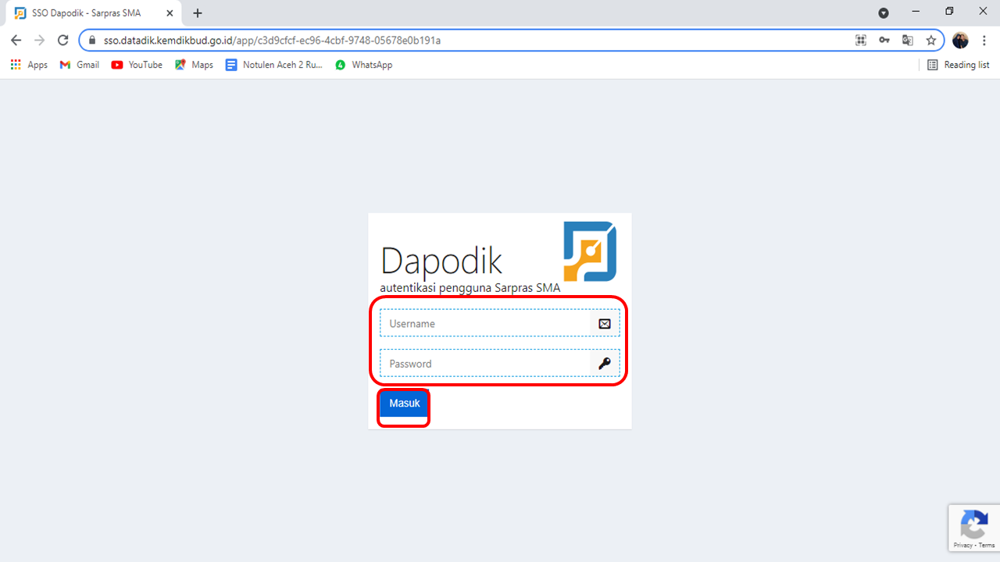 SSO Dapodik - Sarpras SMA
sso.datadik.kemdikbud.go.id/app/c3d9cfcf-ec96-4cbf-9748-05678e0b191a
Apps Gmail YouTube Maps Notulen Aceh 2 Ru... 4 WhatsApp Reading list
Dapodik
autentikasi pengguna Sarpras SMA
Username
Password
Masuk
Privacy - Terms